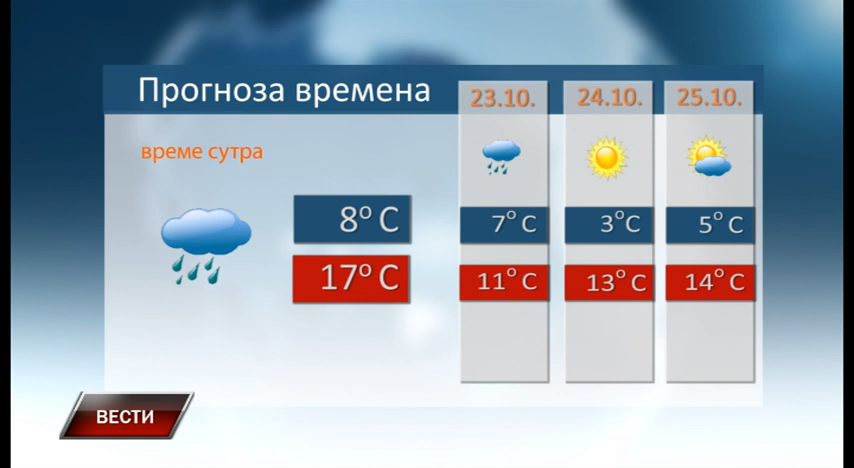 Прогноза времена
време сутра
8° C
17° C
23.10.
7° C
11° C
24.10.
3°C
13° C
25.10.
5° C
14° C
ВЕСТИ